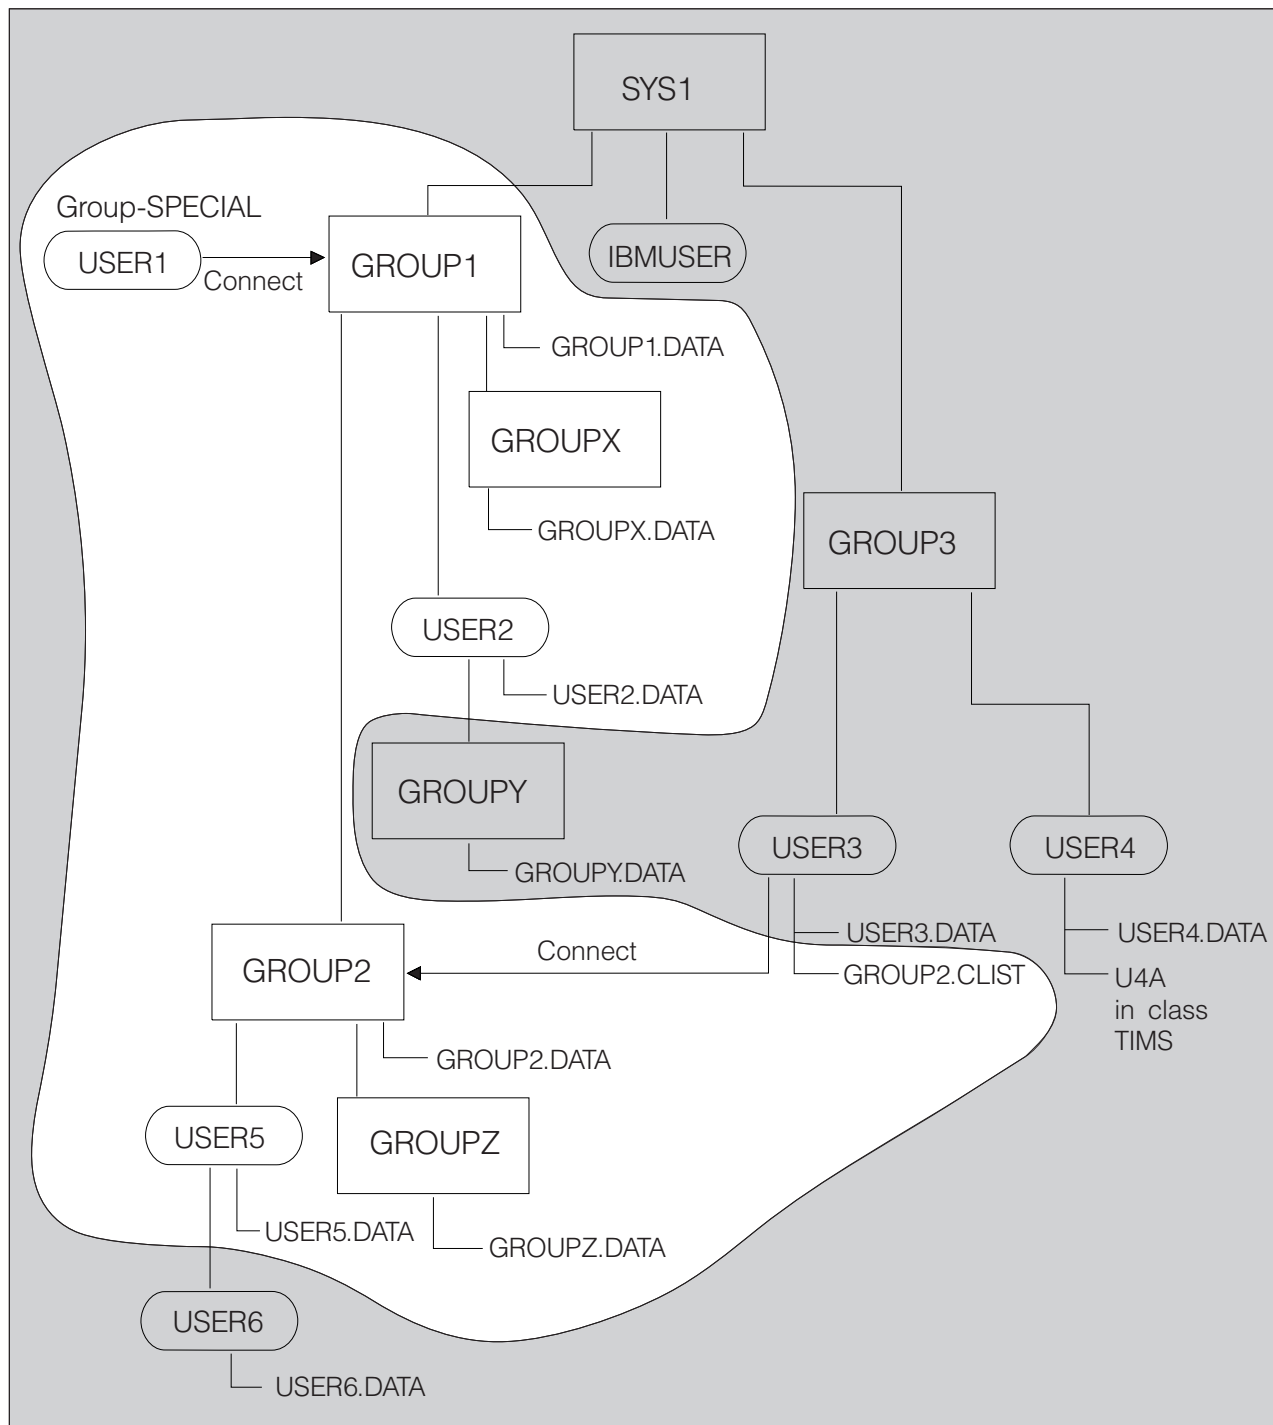 SYS1
Group-SPECIAL
USER1
Connect
GROUP1
IBMUSER
GROUP1.DATA
GROUPX
GROUPX.DATA
GROUP3
USER2
USER2.DATA
GROUPY
GROUPY.DATA
USER3
USER4
USER3.DATA
GROUP2.CLIST
USER4.DATA
U4A
in class
TIMS
Connect
GROUP2
GROUP2.DATA
USER5
GROUPZ
USER5.DATA
GROUPZ.DATA
USER6
USER6.DATA